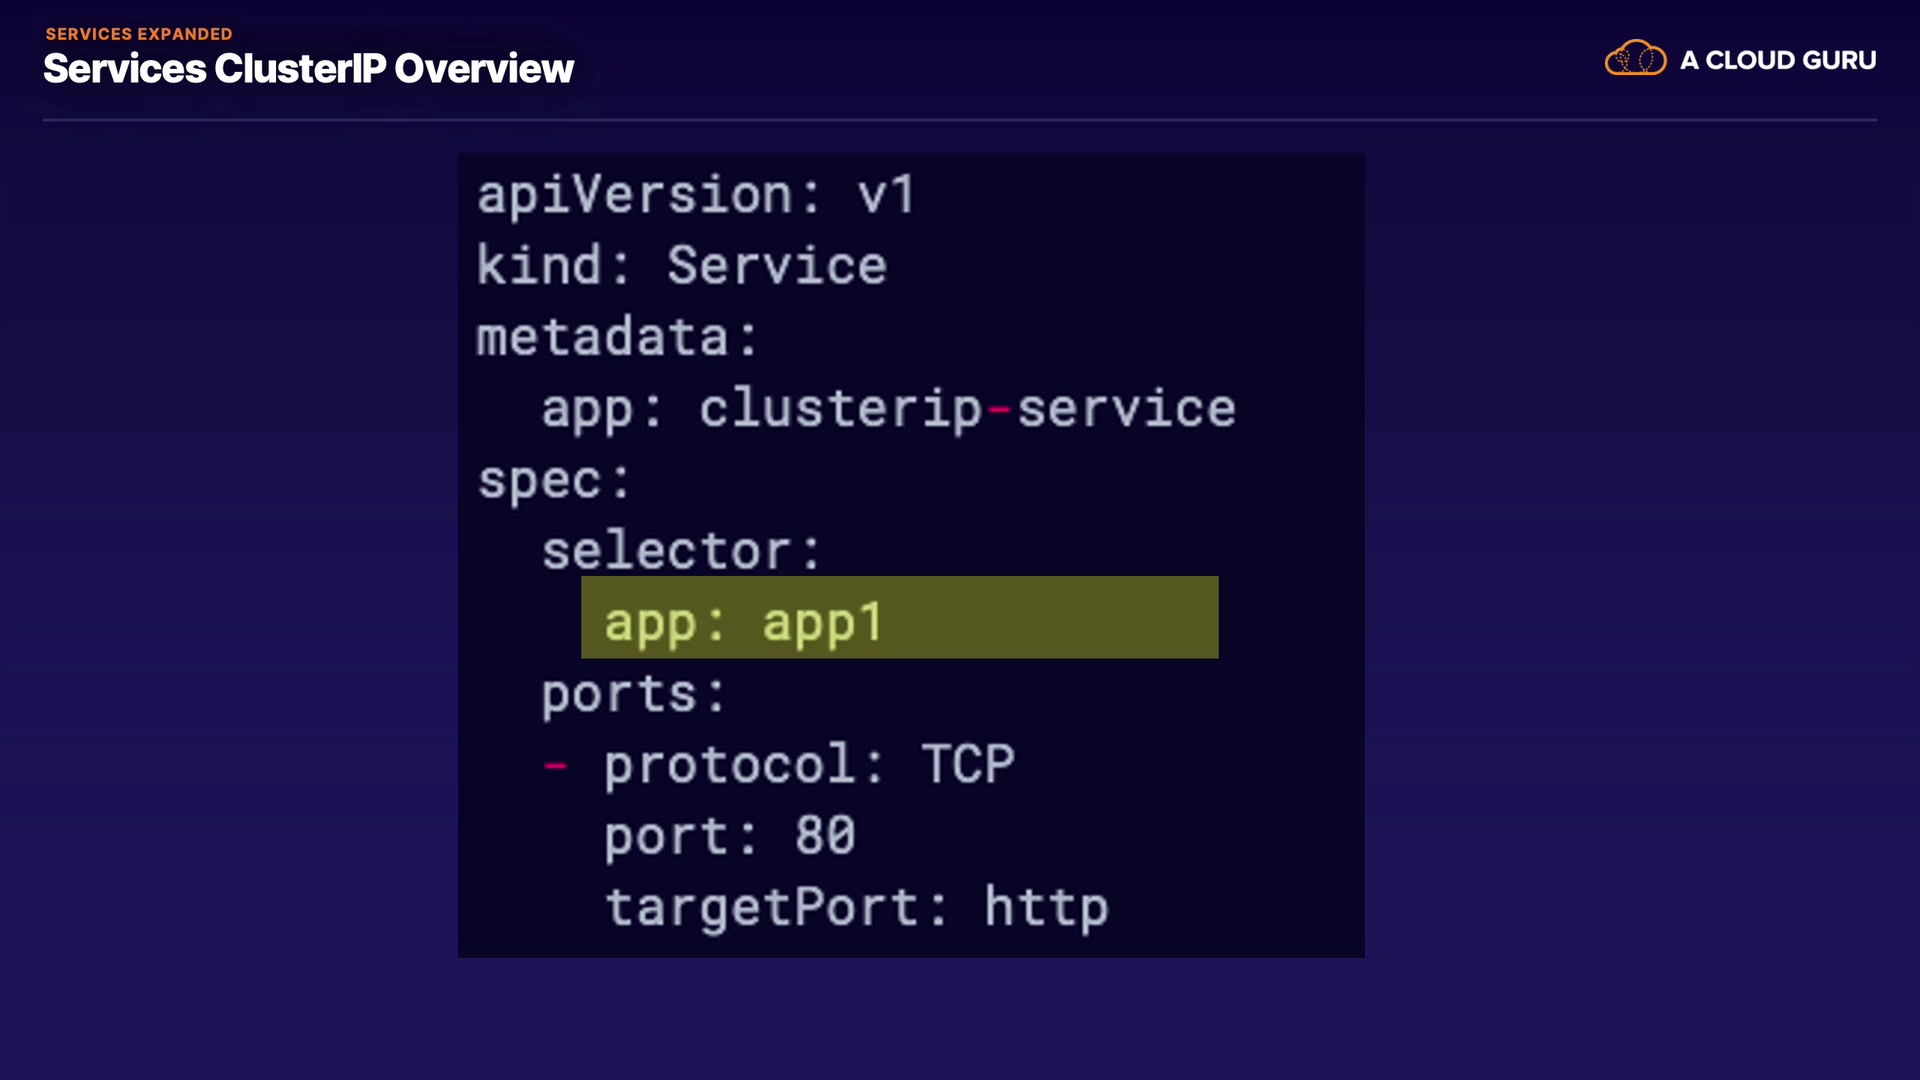 SERVICES EXPANDED
Services ClusterIP Overview
A CLOUD GURU
apiVersion: v1
kind: Service
metadata:
  app: clusterip-service
spec:
  selector:
    app: app1
  ports:
  - protocol: TCP
    port: 80
    targetPort: http